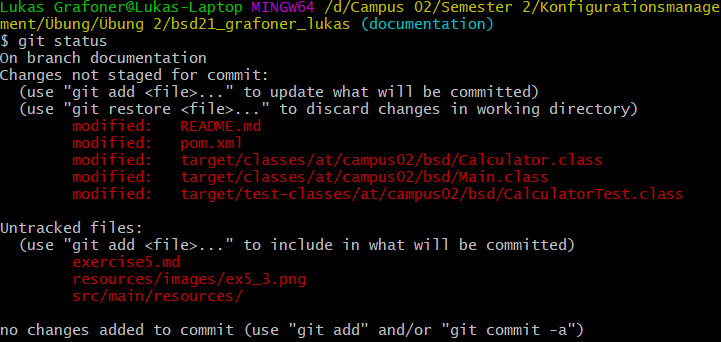 Lukas Grafoner@Lukas-Laptop MINGW64 /d/Campus 02/Semester 2/Konfigurationsmanage
ment/Übung/Übung 2/bsd21_grafoner_lukas (documentation)
$ git status
On branch documentation
Changes not staged for commit:
  (use "git add <file>..." to update what will be committed)
  (use "git restore <file>..." to discard changes in working directory)
        modified:   README.md
        modified:   pom.xml
        modified:   target/classes/at/campus02/bsd/Calculator.class
        modified:   target/classes/at/campus02/bsd/Main.class
        modified:   target/test-classes/at/campus02/bsd/CalculatorTest.class

Untracked files:
  (use "git add <file>..." to include in what will be committed)
        exercise5.md
        resources/images/ex5_3.png
        src/main/resources/

no changes added to commit (use "git add" and/or "git commit -a")